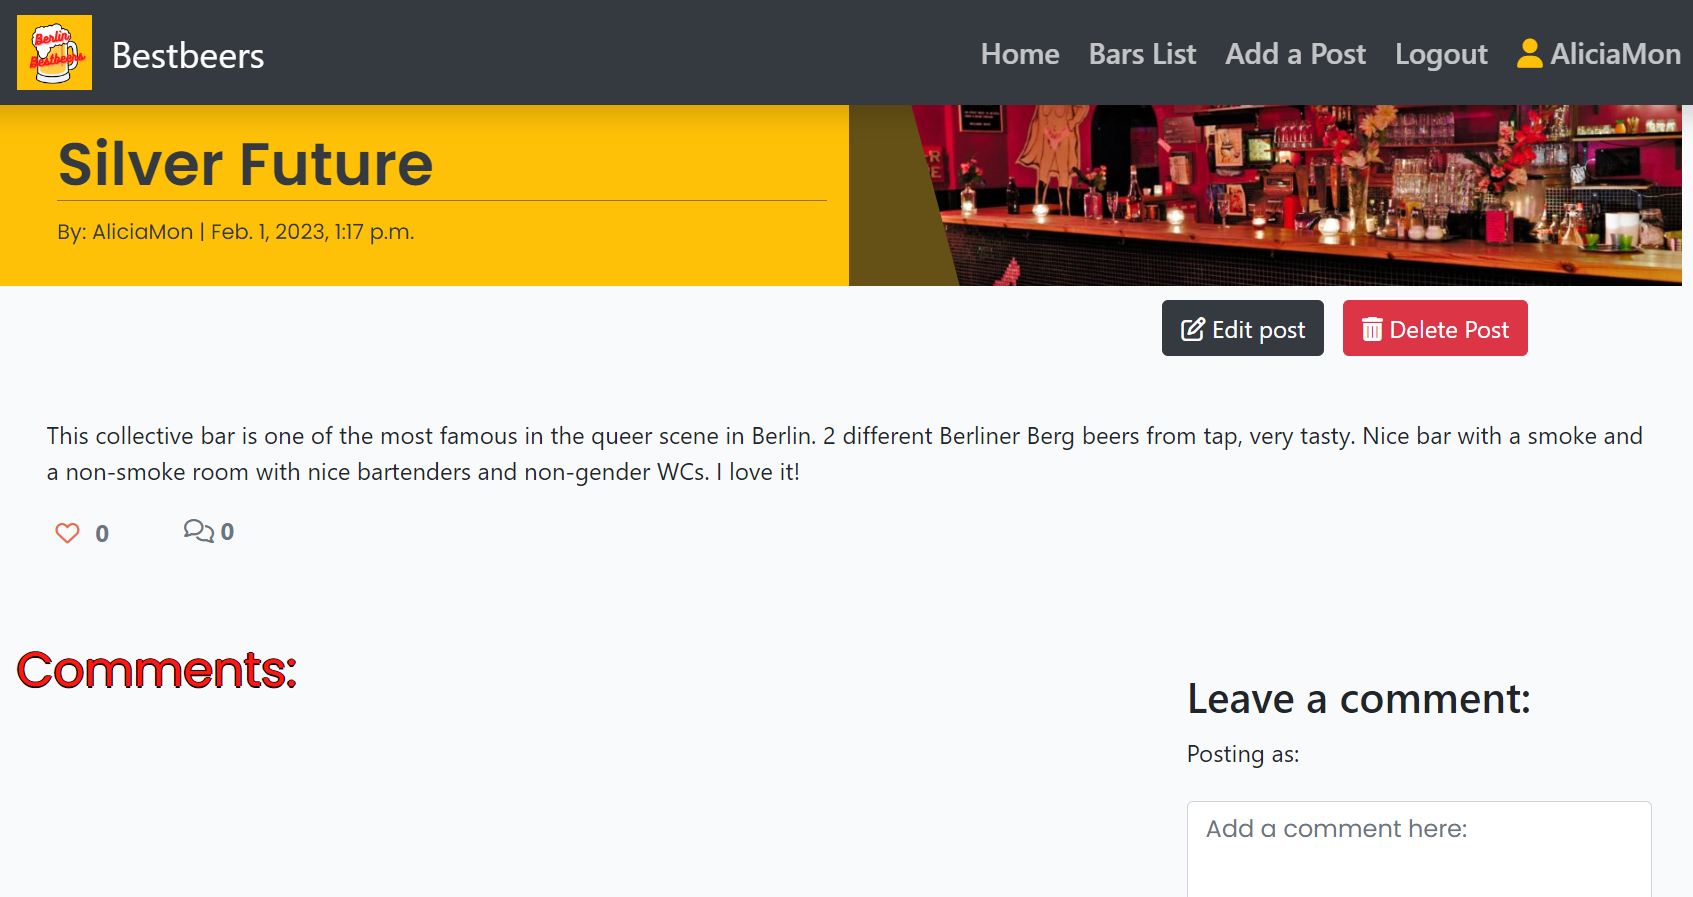 Berlin
Bestbeers
Bestbeers
Home
Bars List
Add a Post
Logout
AliciaMon
Silver Future
By: AliciaMon | Feb. 1, 2023, 1:17 p.m.
Edit post
Delete Post
This collective bar is one of the most famous in the queer scene in Berlin. 2 different Berliner Berg beers from tap, very tasty. Nice bar with a smoke and
a non-smoke room with nice bartenders and non-gender WCs. I love it!
0
0
Comments:
Leave a comment:
Posting as:
Add a comment here: